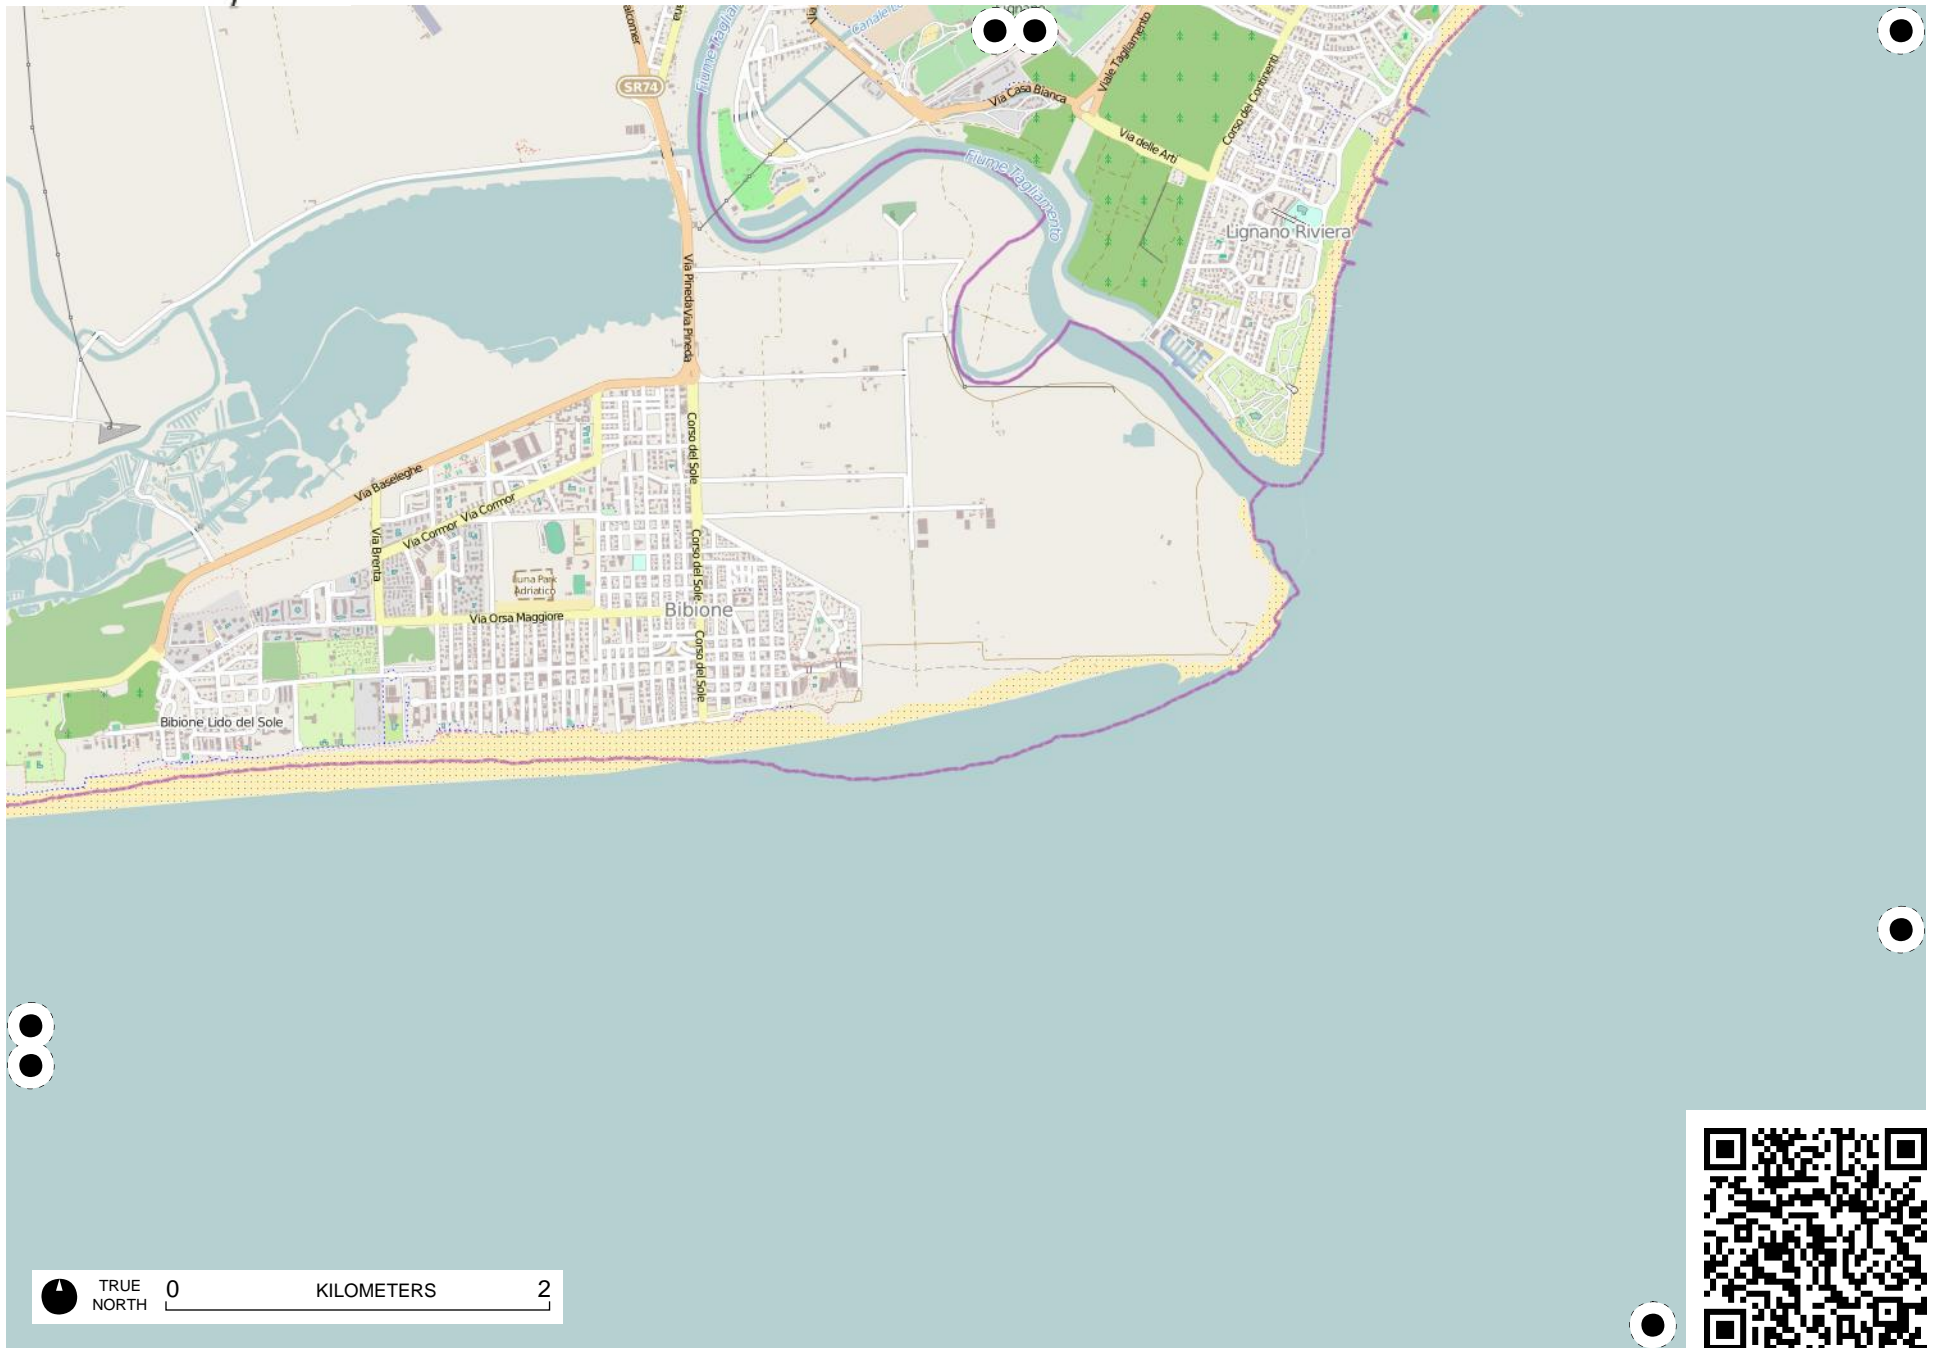 Via Casa Bianca
Viale Tagliamento
SR74
Fiume Tagliamento
Via delle Arti
Corso dei Continenti
Lignano Riviera
Via Pineda
Via Pineda
Corso del Sole
Via Baseleghe
Via Cormor
Via Cormor
Via Brenta
Corso del Sole
Luna Park
Adriatico
Bibione
Via Orsa Maggiore
Corso del Sole
Bibione Lido del Sole
TRUE
NORTH
0 KILOMETERS 2